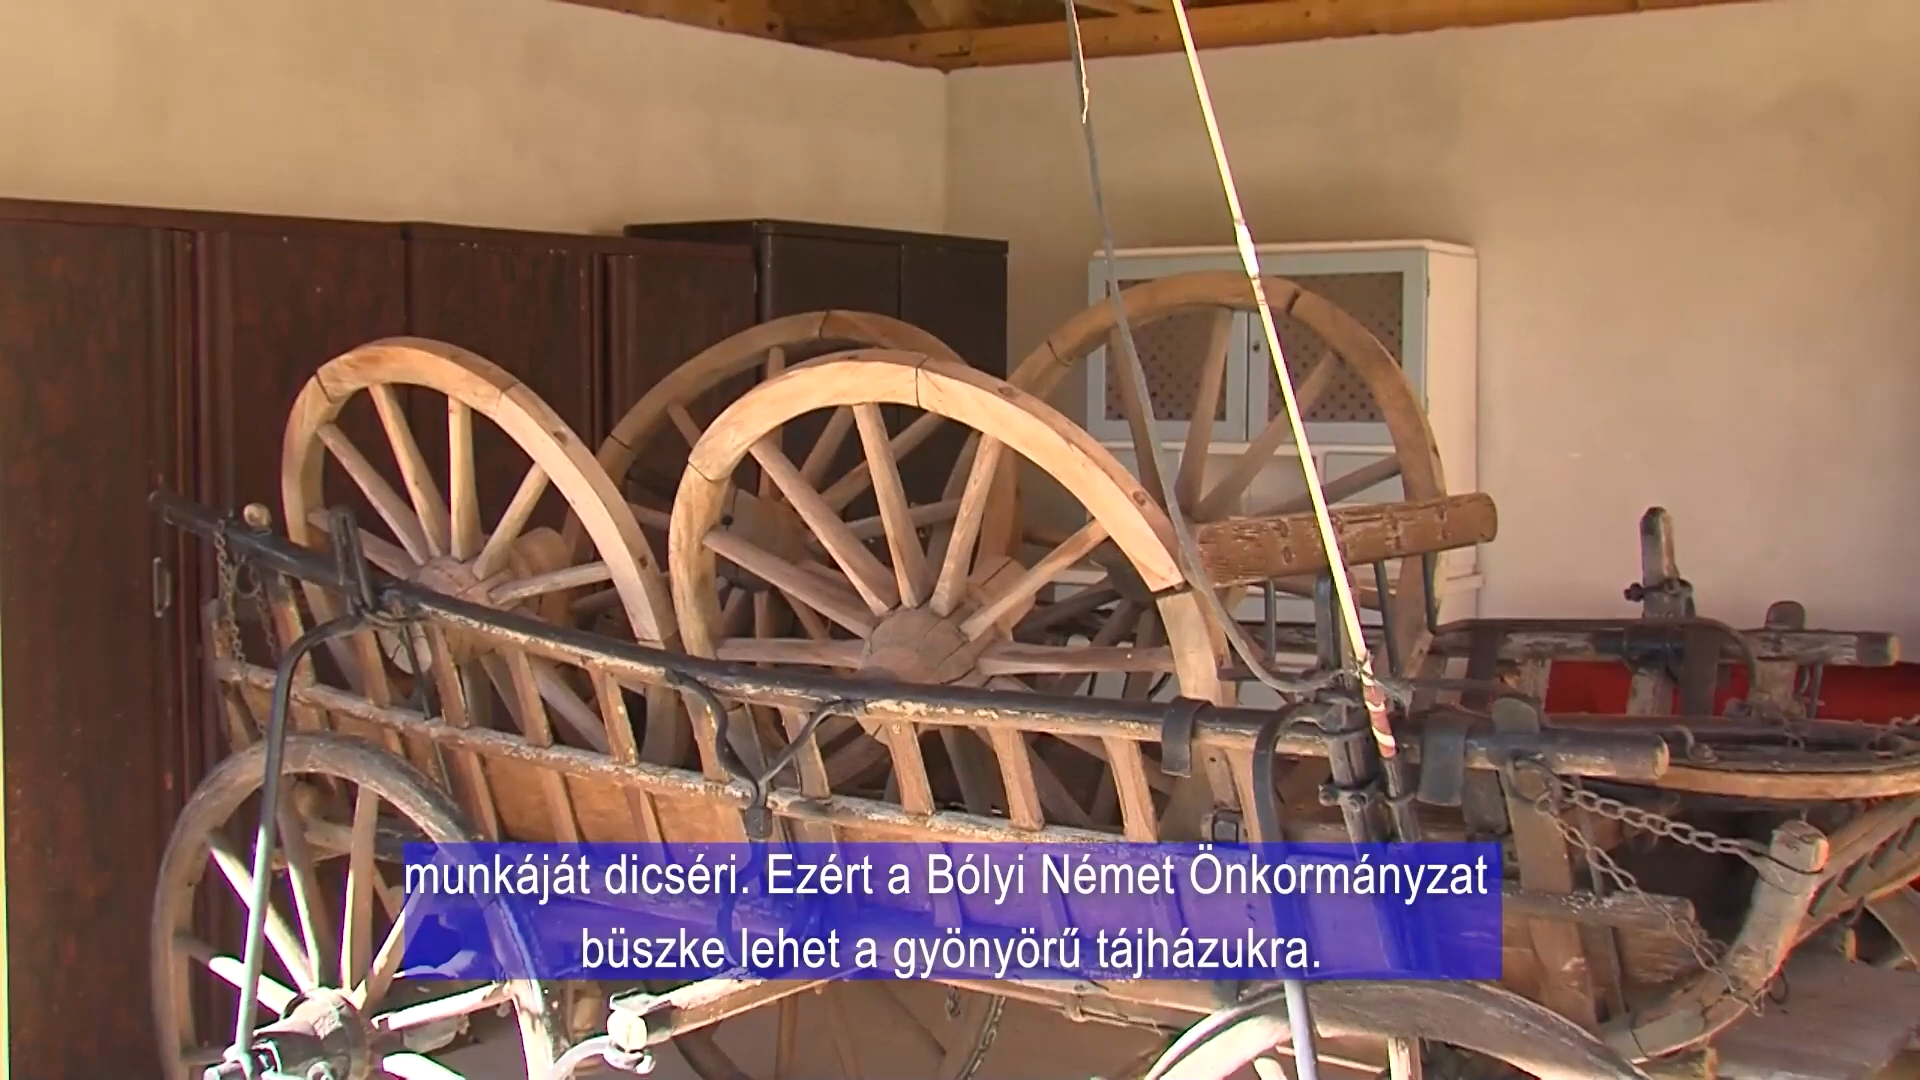 munkáját dicséri. Ezért a Bólyi Német Önkormányzat
büszke lehet a gyönyörű tájházukra.